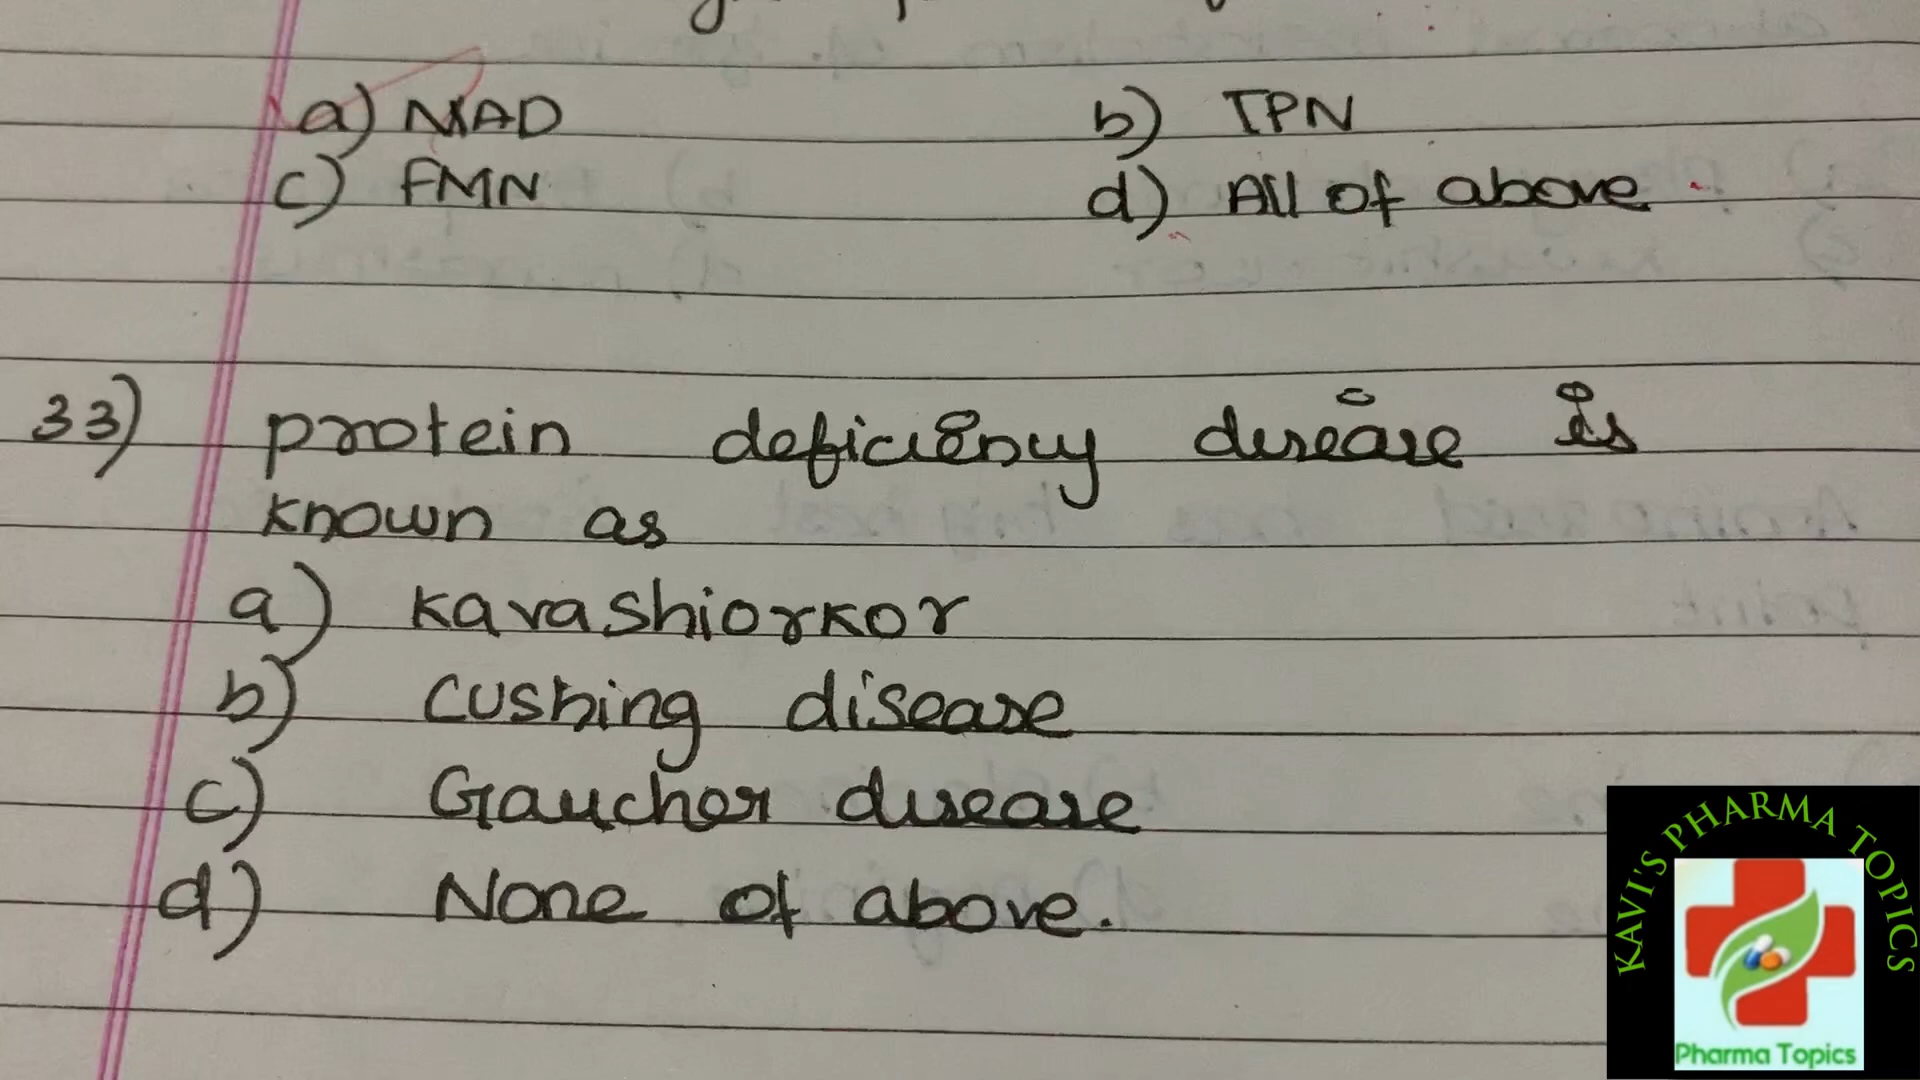 a) NAD b) TPN
c) FMN d) All of above.
33) protein deficiency disease is
known as
a) Kavashiorkor
b) Cushing disease
c) Gaucher disease
d) None of above.
KAVI'S PHARMA TOPICS
Pharma Topics